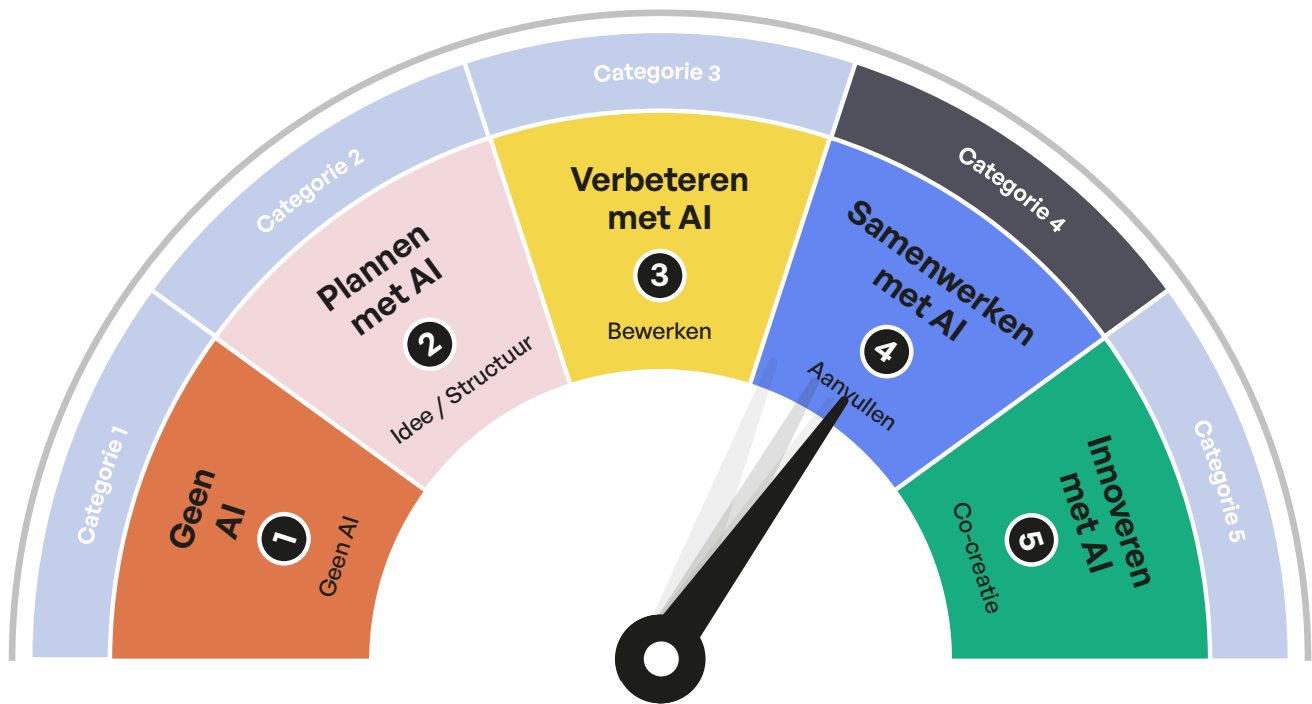 Categorie 1
Geen
AI
1
Geen AI
Categorie 2
Plannen
met AI
2
Idee / Structuur
Categorie 3
Verbeteren
met AI
3
Bewerken
Categorie 4
Samenwerken
met AI
4
Aanvullen
Categorie 5
Innoveren
met AI
5
Co-creatie